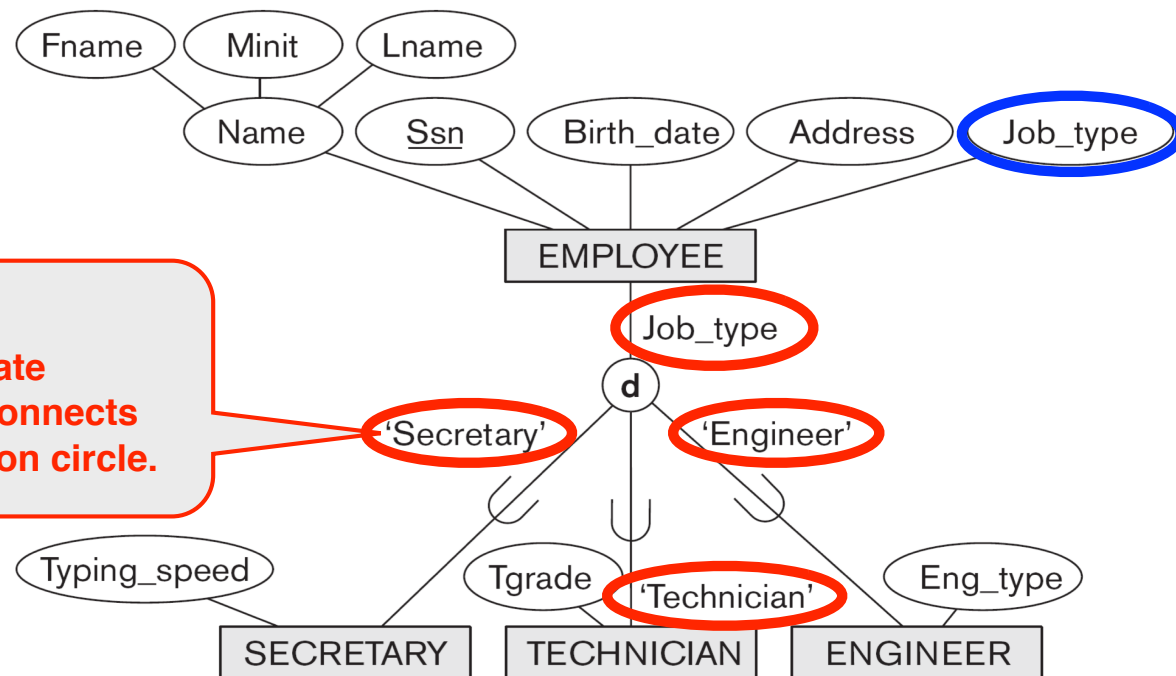 Fname
Minit
Lname
Name
Ssn
Birth_date
Address
Job_type
EMPLOYEE
Job_type
d
ate
onnects
on circle.
'Secretary'
'Engineer'
Typing_speed
Tgrade
'Technician'
Eng_type
SECRETARY
TECHNICIAN
ENGINEER